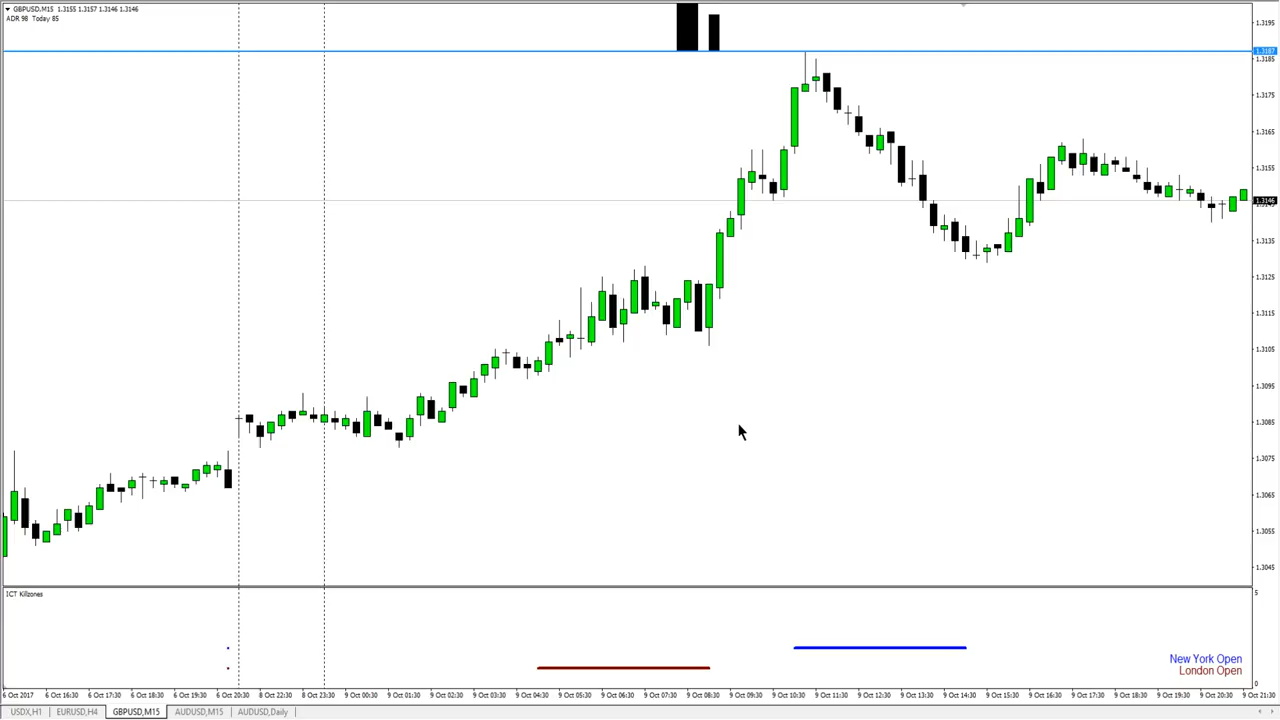 GBPUSD.M15 1.3155 1.3157 1.3146 1.3146
ADR 98 Today 85
1.3195
1.3187
1.3185
1.3175
1.3165
1.3155
1.3146
1.3135
1.3125
1.3115
1.3105
1.3095
1.3085
1.3075
1.3065
1.3055
1.3045
ICT Killzones
5
New York Open
London Open
0
6 Oct 2017 6 Oct 16:30 6 Oct 17:30 6 Oct 18:30 6 Oct 19:30 6 Oct 20:30 8 Oct 22:30 8 Oct 23:30 9 Oct 00:30 9 Oct 01:30 9 Oct 02:30 9 Oct 03:30 9 Oct 04:30 9 Oct 05:30 9 Oct 06:30 9 Oct 07:30 9 Oct 08:30 9 Oct 09:30 9 Oct 10:30 9 Oct 11:30 9 Oct 12:30 9 Oct 13:30 9 Oct 14:30 9 Oct 15:30 9 Oct 16:30 9 Oct 17:30 9 Oct 18:30 9 Oct 19:30 9 Oct 20:30 9 Oct 21:30
USDX,H1 EURUSD,H4 GBPUSD,M15 AUDUSD,M15 AUDUSD,Daily